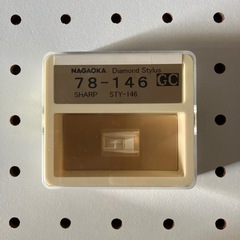 NAGAOKA Diamond Stylus
78-146 GC
SHARP STY-146